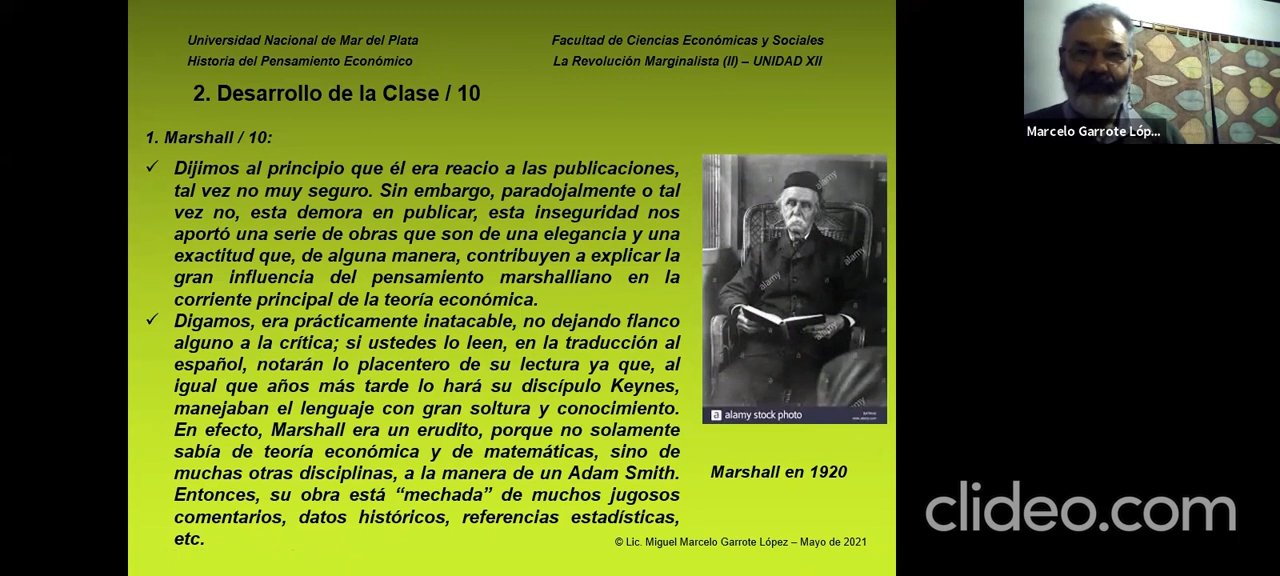 Universidad Nacional de Mar del Plata
Facultad de Ciencias Económicas y Sociales
Historia del Pensamiento Económico
La Revolución Marginalista (II) – UNIDAD XII
2. Desarrollo de la Clase / 10
1. Marshall / 10:
✓ Dijimos al principio que él era reacio a las publicaciones,
tal vez no muy seguro. Sin embargo, paradojalmente o tal
vez no, esta demora en publicar, esta inseguridad nos
aportó una serie de obras que son de una elegancia y una
exactitud que, de alguna manera, contribuyen a explicar la
gran influencia del pensamiento marshalliano en la
corriente principal de la teoría económica.
✓ Digamos, era prácticamente inatacable, no dejando flanco
alguno a la crítica; si ustedes lo leen, en la traducción al
español, notarán lo placentero de su lectura ya que, al
igual que años más tarde lo hará su discípulo Keynes,
manejaban el lenguaje con gran soltura y conocimiento.
En efecto, Marshall era un erudito, porque no solamente
sabía de teoría económica y de matemáticas, sino de
muchas otras disciplinas, a la manera de un Adam Smith.
Entonces, su obra está “mechada” de muchos jugosos
comentarios, datos históricos, referencias estadísticas,
etc.
alamy
alamy
alamy
alamy
a alamy stock photo
Marshall en 1920
© Lic. Miguel Marcelo Garrote López – Mayo de 2021
Marcelo Garrote Lóp...
clideo.com